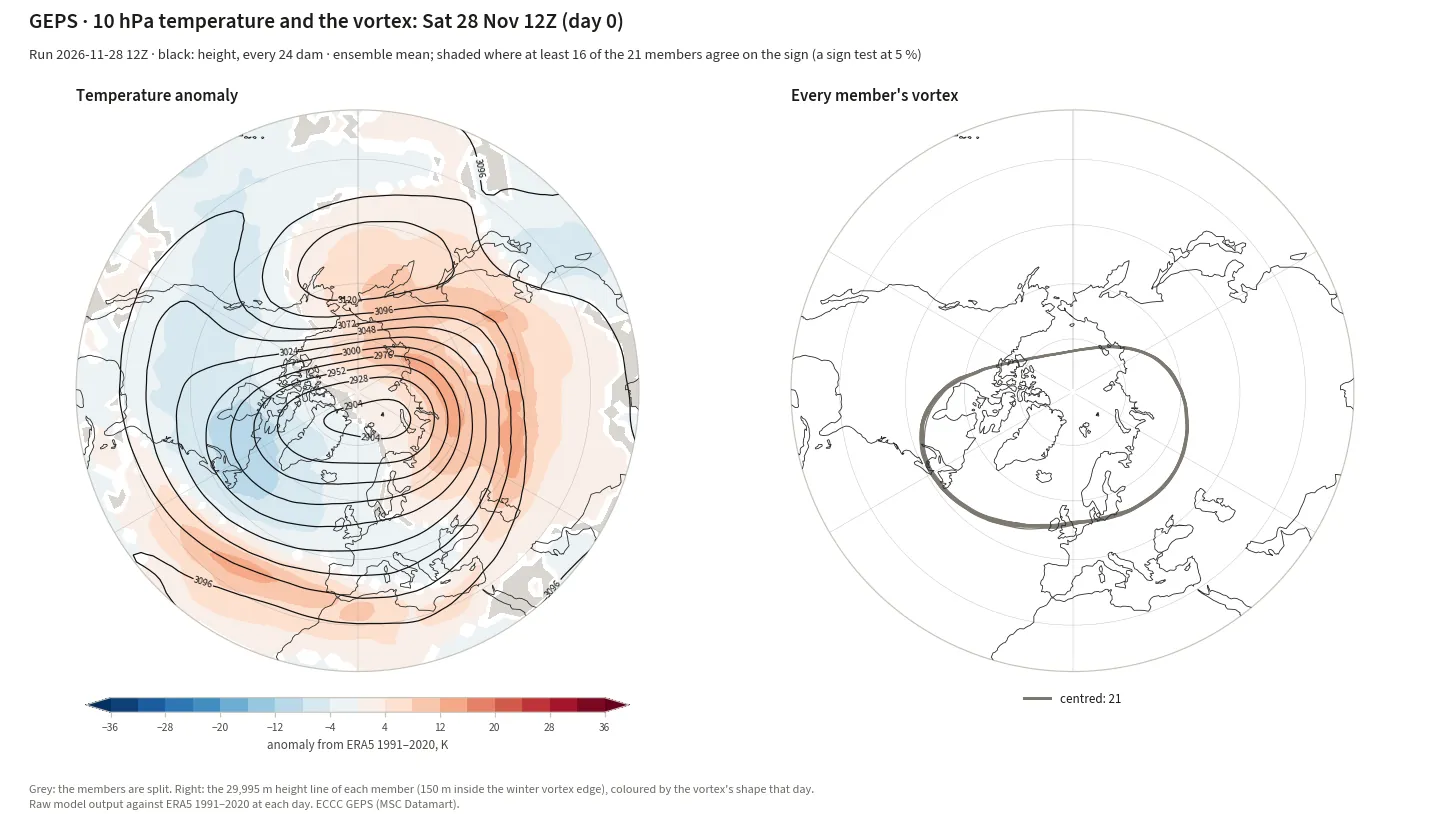 GEPS · 10 hPa temperature and the vortex: Sat 28 Nov 12Z (day 0)
Run 2026-11-28 12Z · black: height, every 24 dam · ensemble mean; shaded where at least 16 of the 21 members agree on the sign (a sign test at 5 %)
Temperature anomaly
Every member's vortex
3096
3120
3096
3072
3048
3024
3000
2976
2952
2928
2904
2904
3096
3096
−36 −28 −20 −12 −4 4 12 20 28 36
anomaly from ERA5 1991–2020, K
centred: 21
Grey: the members are split. Right: the 29,995 m height line of each member (150 m inside the winter vortex edge), coloured by the vortex's shape that day.
Raw model output against ERA5 1991–2020 at each day. ECCC GEPS (MSC Datamart).